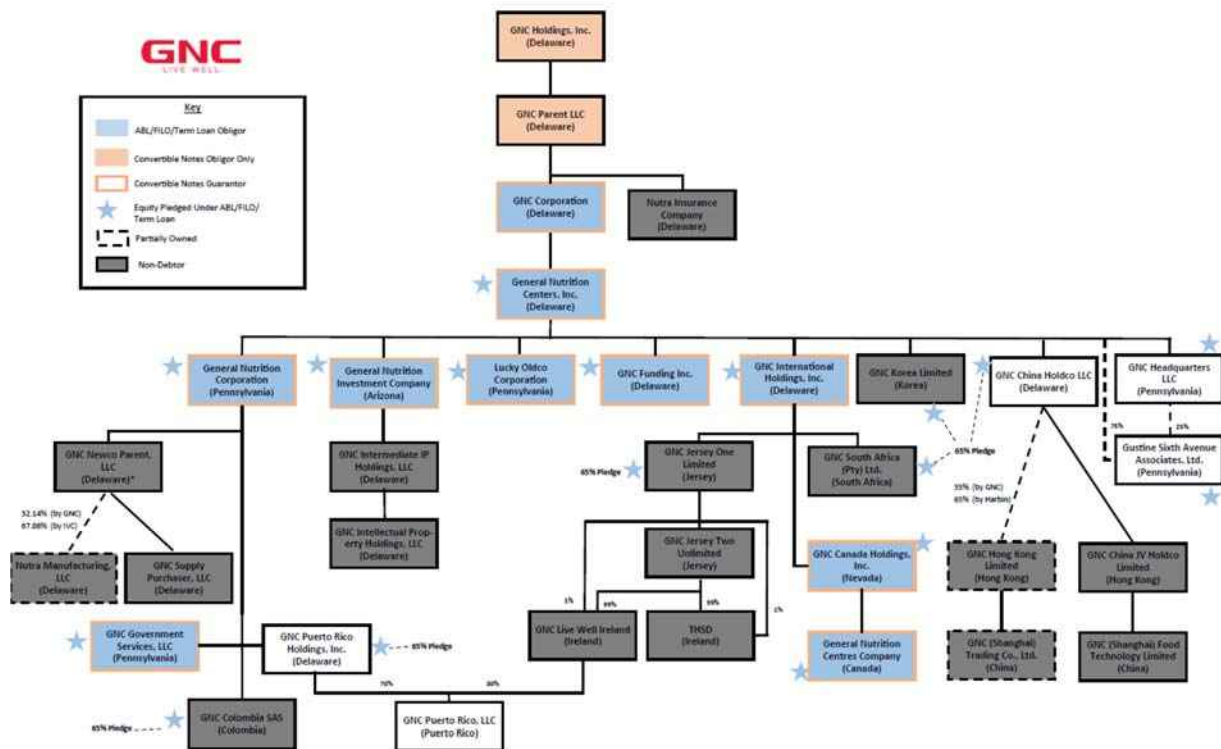 GNC
LIVE WELL
Key
ABL/FILO/Term Loan Obligor
Convertible Notes Obligor Only
Convertible Notes Guarantor
Equity Pledged Under ABL/FILO/
Term Loan
Partially Owned
Non-Debtor
GNC Holdings, Inc.
(Delaware)
GNC Parent LLC
(Delaware)
GNC Corporation
(Delaware)
Nutra Insurance
Company
(Delaware)
General Nutrition
Centers, Inc.
(Delaware)
General Nutrition
Corporation
(Pennsylvania)
General Nutrition
Investment Company
(Arizona)
Lucky Oldco
Corporation
(Pennsylvania)
GNC Funding Inc.
(Delaware)
GNC International
Holdings, Inc.
(Delaware)
GNC Korea Limited
(Korea)
GNC China Holdco LLC
(Delaware)
GNC Headquarters
LLC
(Pennsylvania)
GNC Newco Parent,
LLC
(Delaware)*
GNC Intermediate IP
Holdings, LLC
(Delaware)
65% Pledge
GNC Jersey One
Limited
(Jersey)
GNC South Africa
(Pty) Ltd.
(South Africa)
65% Pledge
Gustine Sixth Avenue
Associates, Ltd.
(Pennsylvania)
(by GNC)
(by IVC)
35% (by GNC)
65% (by Harbin)
GNC Intellectual Prop-
erty Holdings, LLC
(Delaware)
Nutra Manufacturing,
LLC
(Delaware)
GNC Supply
Purchaser, LLC
(Delaware)
GNC Jersey Two
Unlimited
(Jersey)
GNC Canada Holdings,
Inc.
(Nevada)
GNC Hong Kong
Limited
(Hong Kong)
GNC China JV Holdco
Limited
(Hong Kong)
1%
99%
99%
1%
GNC Live Well Ireland
(Ireland)
THSD
(Ireland)
GNC Government
Services, LLC
(Pennsylvania)
GNC Puerto Rico
Holdings, Inc.
(Delaware)
65% Pledge
General Nutrition
Centres Company
(Canada)
GNC (Shanghai)
Trading Co., Ltd.
(China)
GNC (Shanghai) Food
Technology Limited
(China)
70%
65% Pledge
GNC Colombia SAS
(Colombia)
GNC Puerto Rico, LLC
(Puerto Rico)